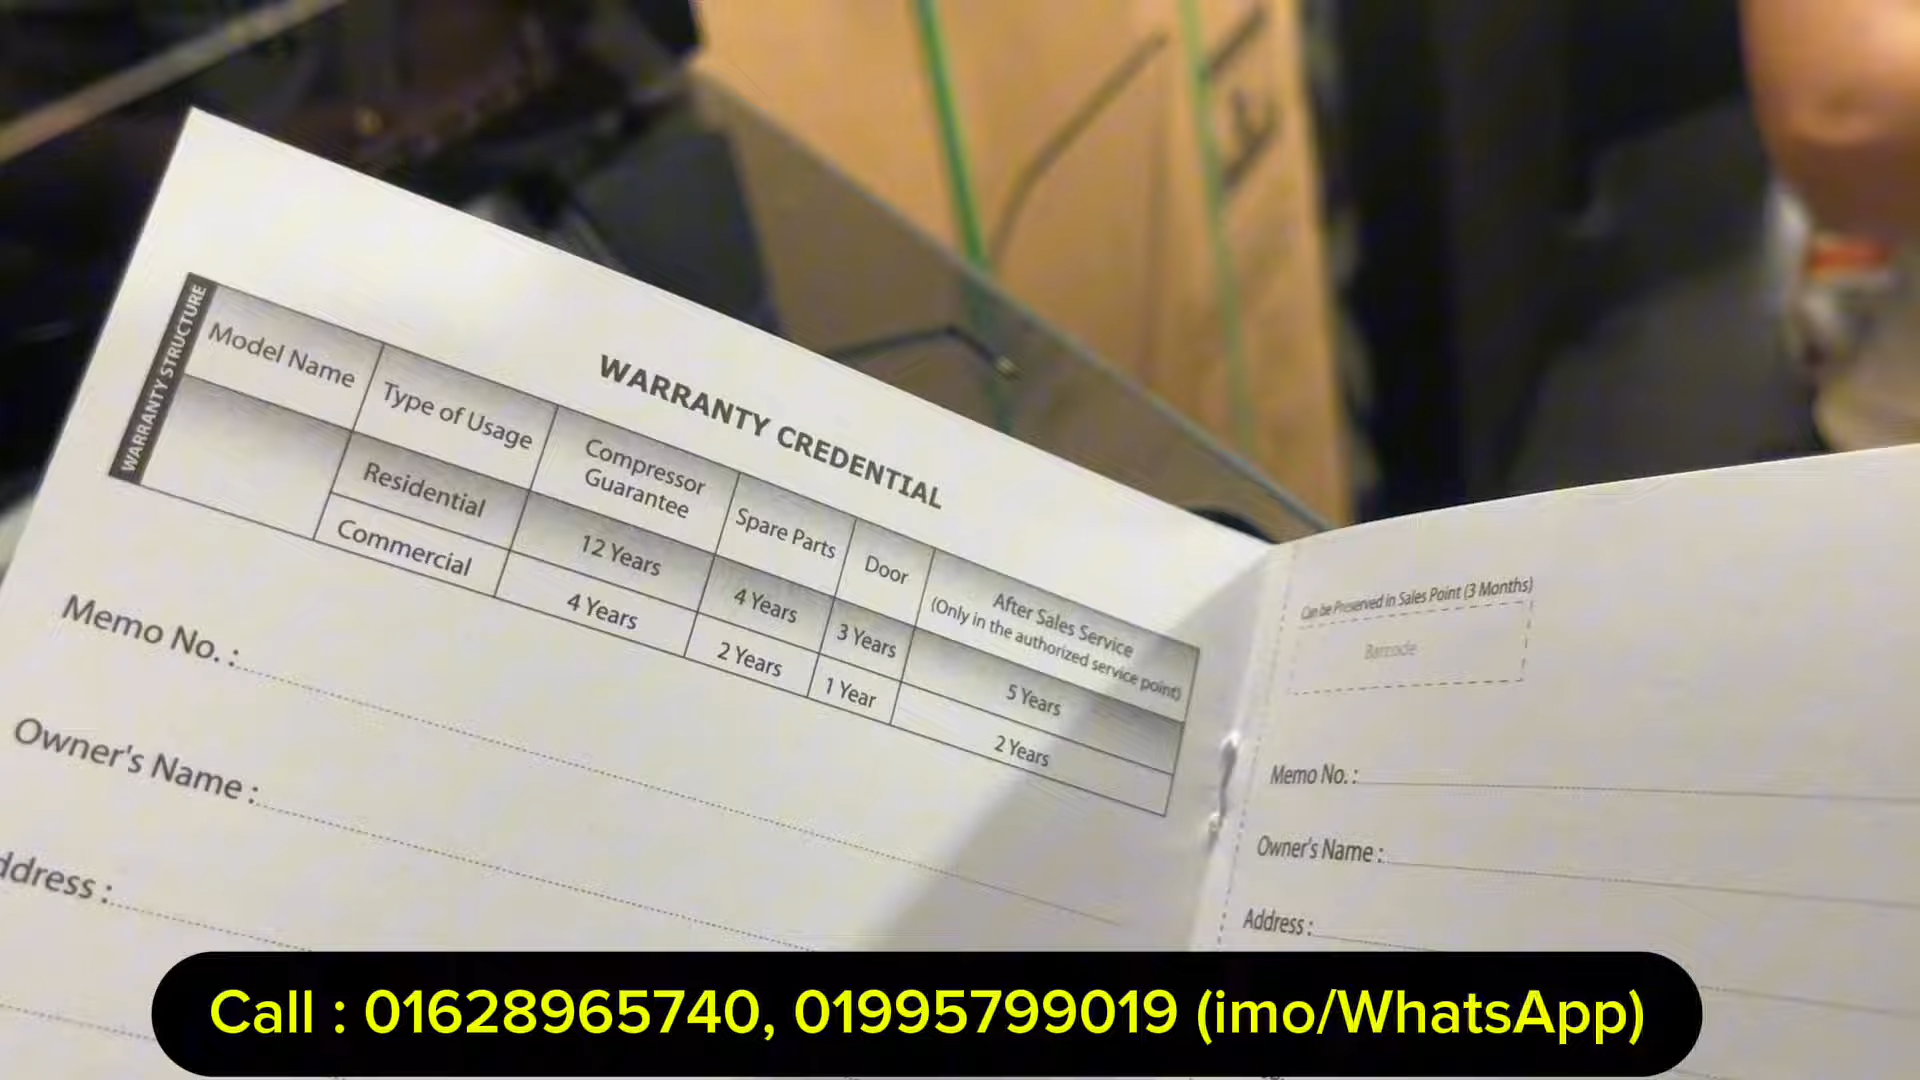 WARRANTY CREDENTIAL
WARRANTY STRUCTURE
Model Name
Type of Usage
Compressor
Guarantee
Spare Parts
Door
After Sales Service
(Only in the authorized service point)
Residential
12 Years
4 Years
3 Years
5 Years
Commercial
4 Years
2 Years
1 Year
2 Years
Memo No. :
Owner's Name :
ddress :
Can be Preserved in Sales Point (3 Months)
Barcode
Memo No. :
Owner's Name :
Address :
Call : 01628965740, 01995799019 (imo/WhatsApp)